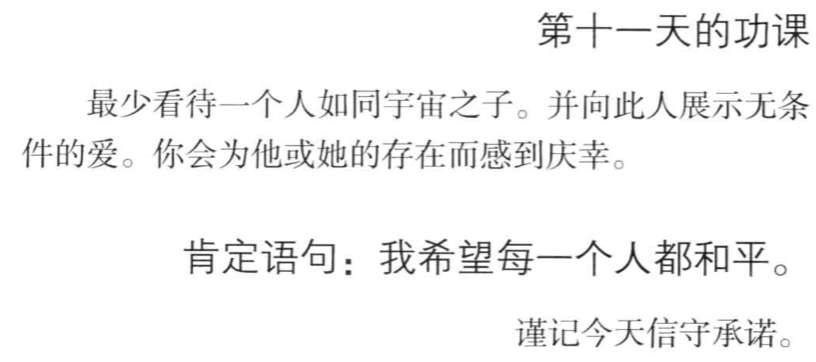 第十一天的功课
最少看待一个人如同宇宙之子。并向此人展示无条
件的爱。你会为他或她的存在而感到庆幸。
肯定语句：我希望每一个人都和平。
谨记今天信守承诺。